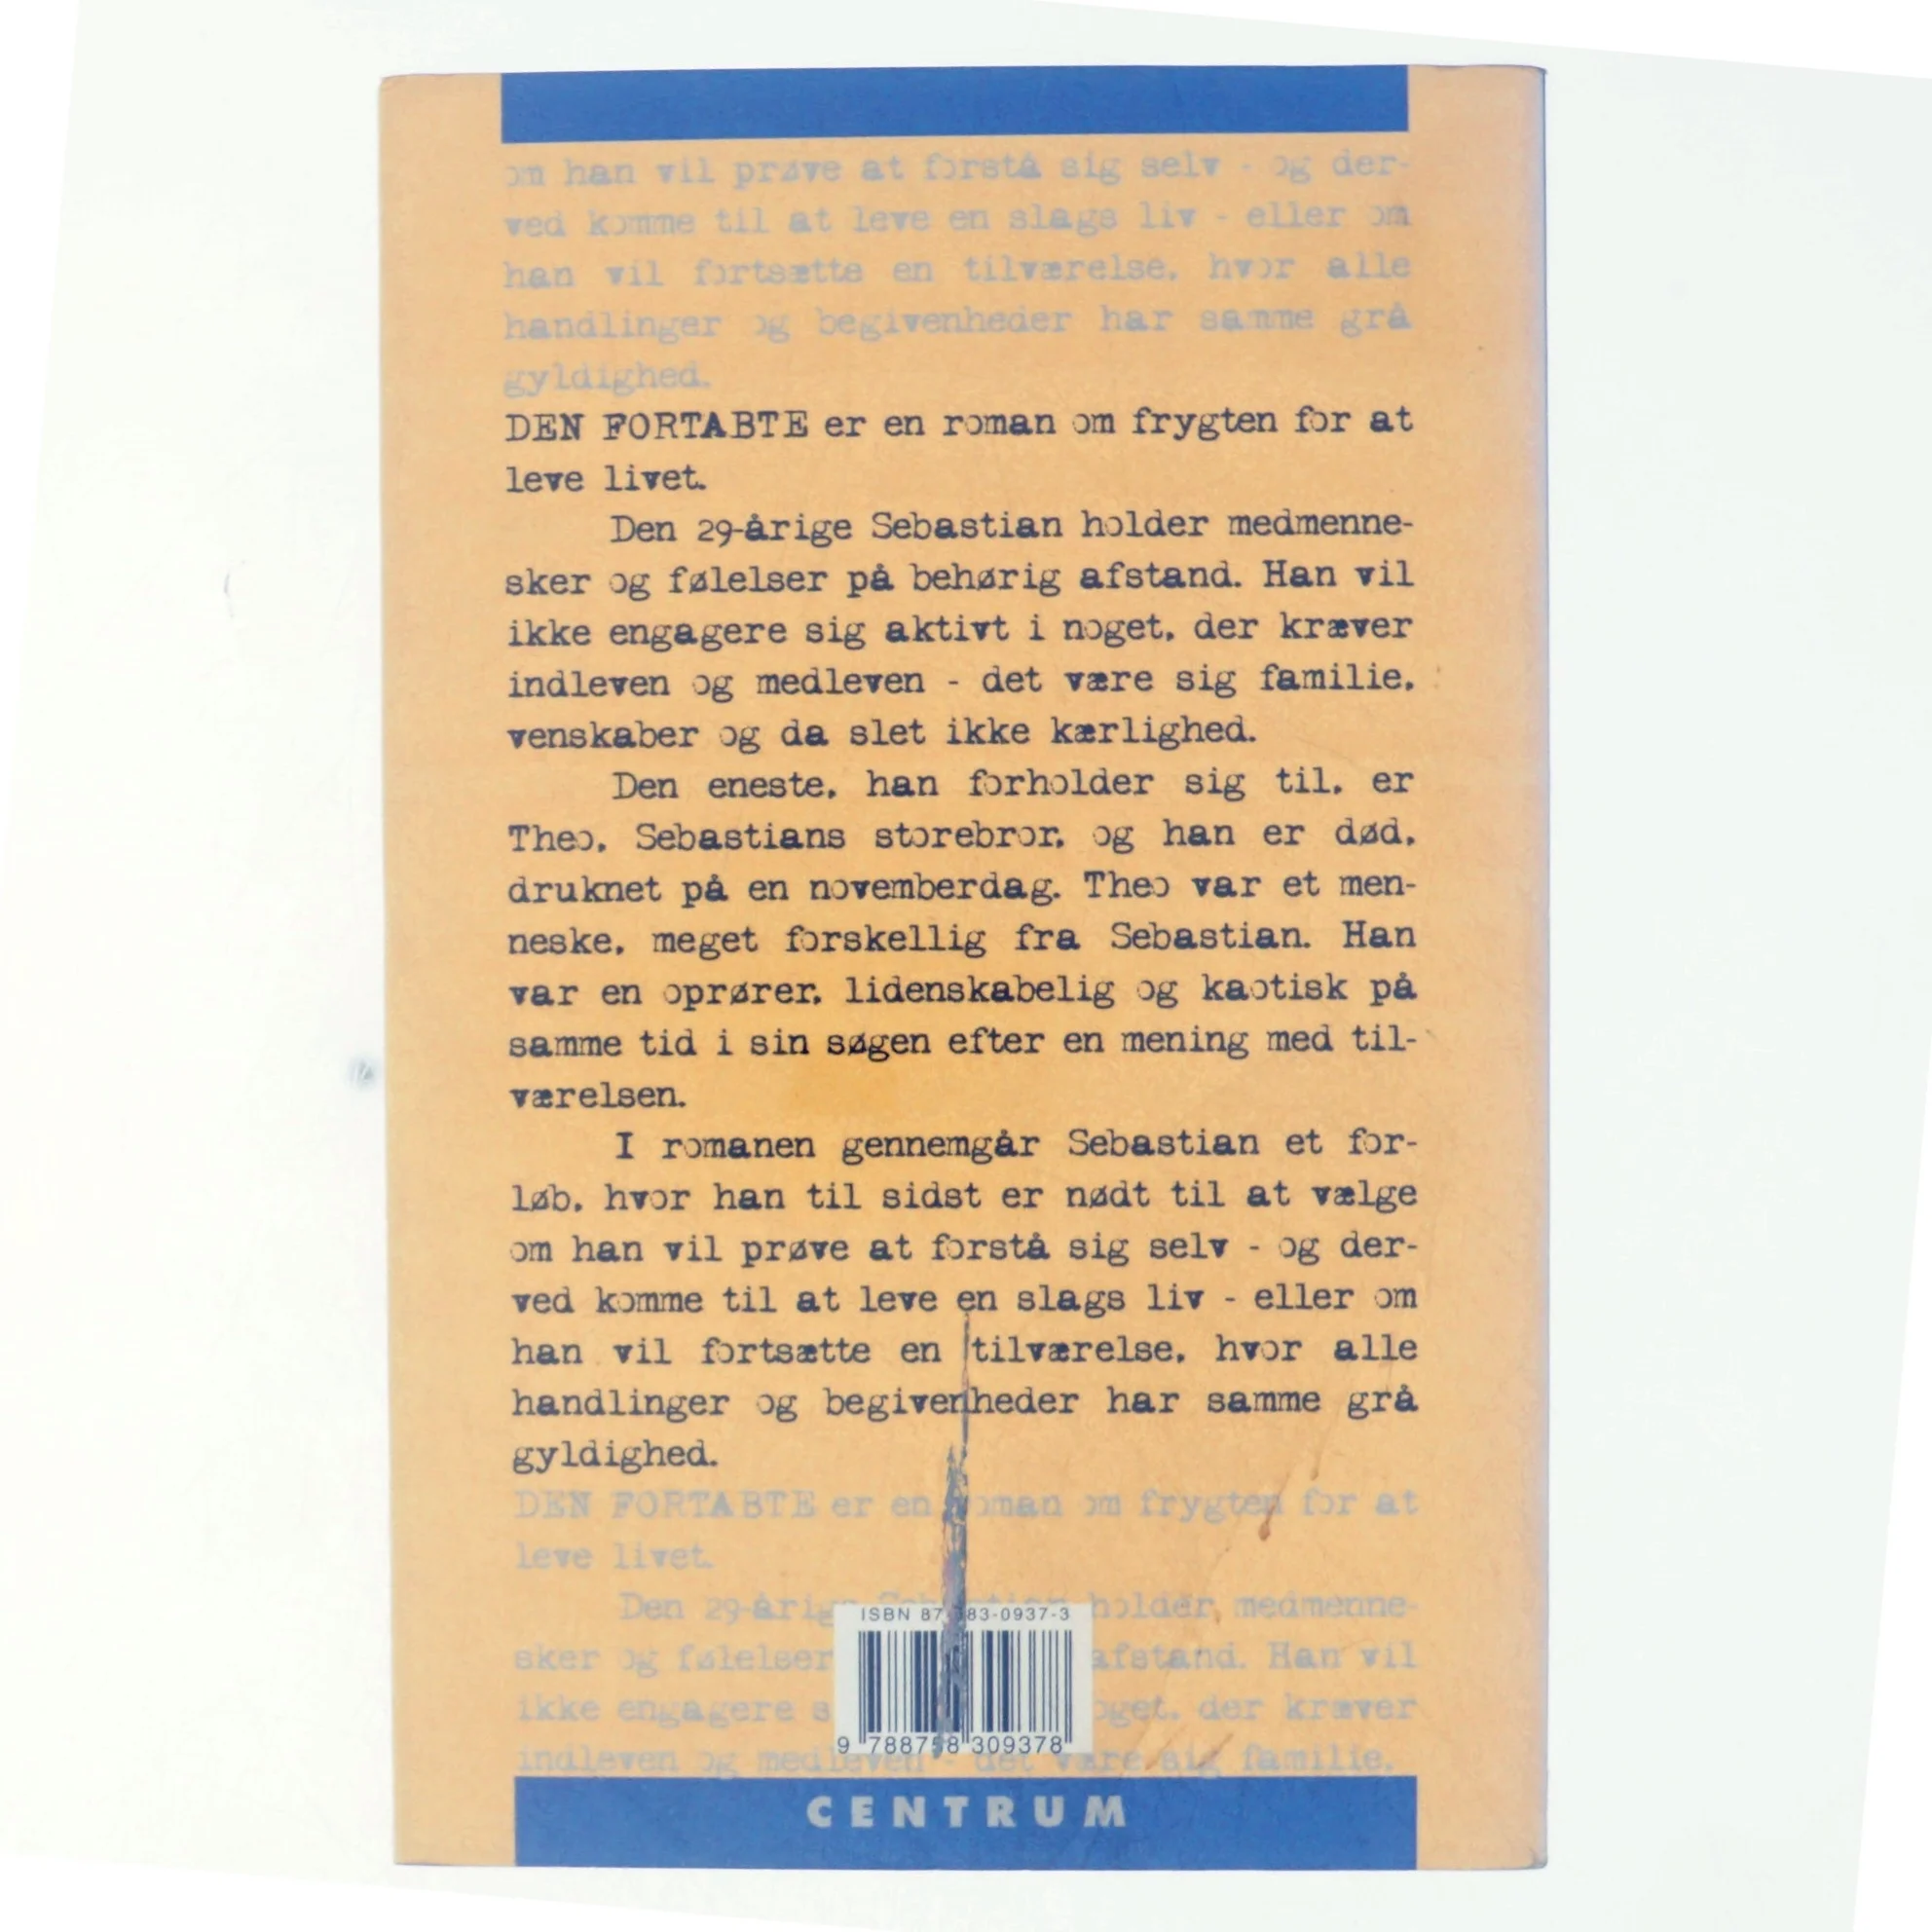 om han vil prøve at forstå sig selv - og der-
ved komme til at leve en slags liv - eller om
han vil fortsætte en tilværelse, hvor alle
handlinger og begivenheder har samme grå
gyldighed.
DEN FORTABTE er en roman om frygten for at
leve livet.
Den 29-årige Sebastian holder medmenne-
sker og følelser på behørig afstand. Han vil
ikke engagere sig aktivt i noget, der kræver
indleven og medleven - det være sig familie,
venskaber og da slet ikke kærlighed.
Den eneste, han forholder sig til, er
Theo, Sebastians storebror, og han er død,
druknet på en novemberdag. Theo var et men-
neske, meget forskellig fra Sebastian. Han
var en oprører, lidenskabelig og kaotisk på
samme tid i sin søgen efter en mening med til-
værelsen.
I romanen gennemgår Sebastian et for-
løb, hvor han til sidst er nødt til at vælge
om han vil prøve at forstå sig selv - og der-
ved komme til at leve en slags liv - eller om
han vil fortsætte en tilværelse, hvor alle
handlinger og begivenheder har samme grå
gyldighed.
DEN FORTABTE er en roman om frygten for at
leve livet.
Den 29-årige Sebastian holder medmenne-
sker og følelser afstand. Han vil
ikke engagere der kræver
indleven og medleven - det være sig familie,
ISBN 87-583-0937-3
9 788758 309378
CENTRUM